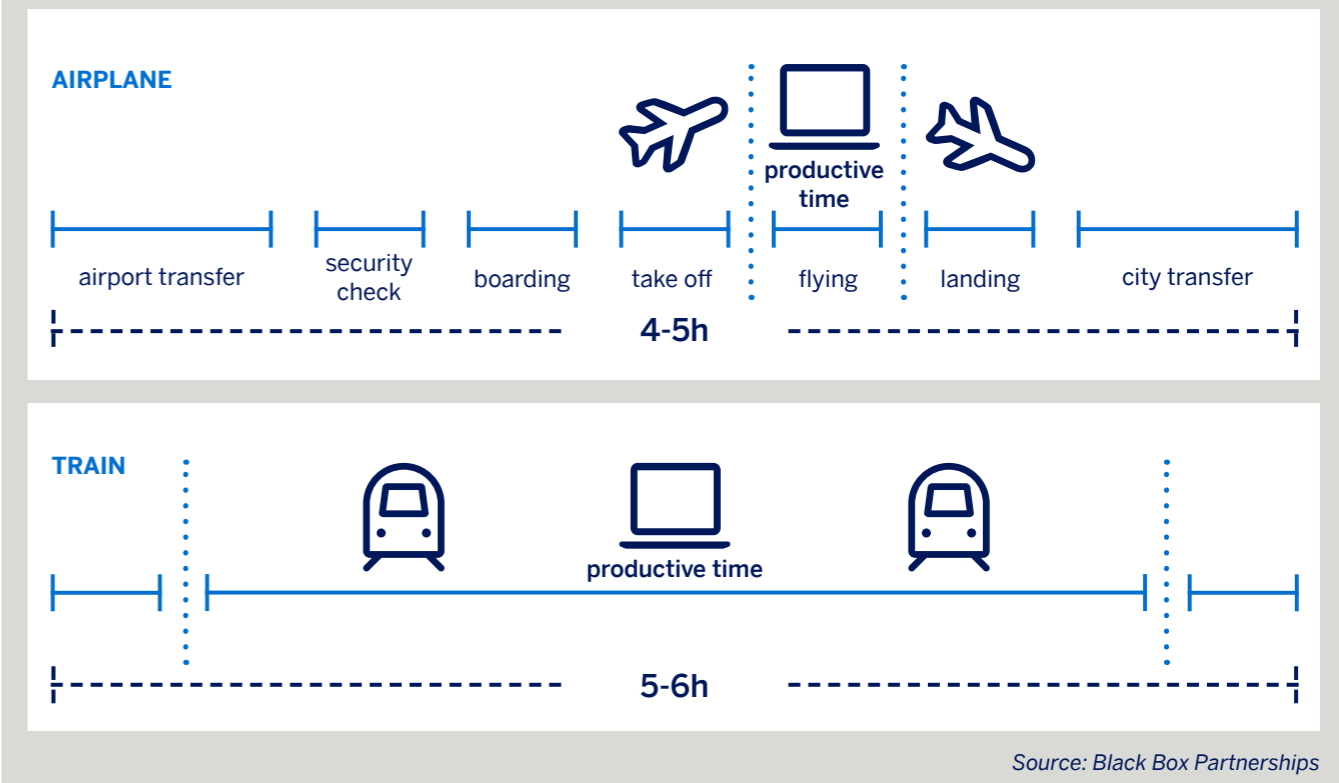 AIRPLANE
productive
time
airport transfer
security
check
boarding
take off
flying
landing
city transfer
4-5h
TRAIN
productive time
5-6h
Source: Black Box Partnerships